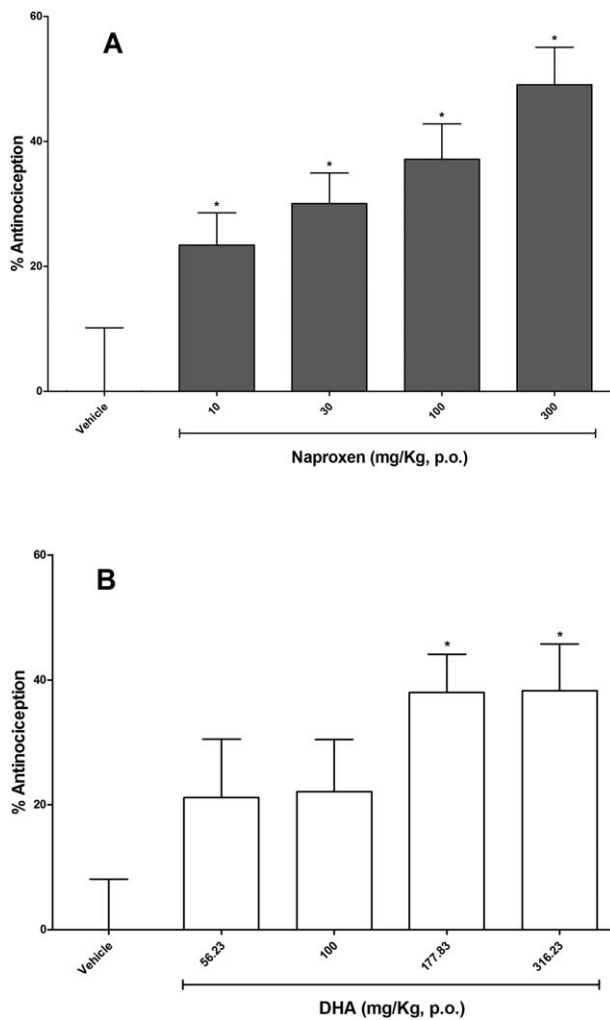 A
% Antinociception
60
40
20
0
*
*
*
*
Vehicle
10
30
100
300
Naproxen (mg/Kg, p.o.)
B
% Antinociception
60
40
20
0
*
*
Vehicle
56.23
100
177.83
316.23
DHA (mg/Kg, p.o.)